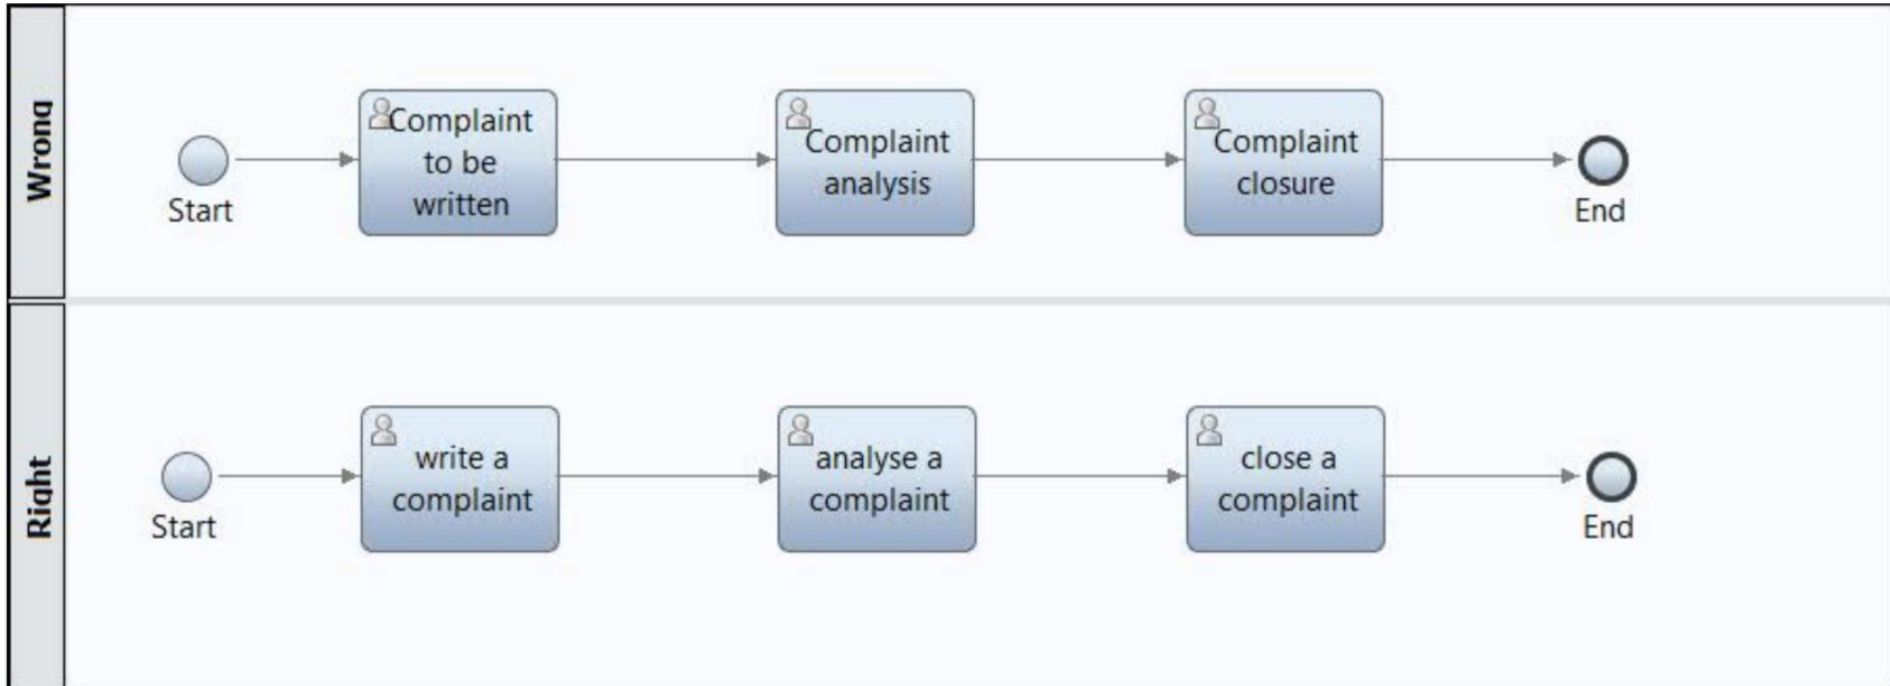 Wrong
Start
Complaint
to be
written
Complaint
analysis
Complaint
closure
End
Right
Start
write a
complaint
analyse a
complaint
close a
complaint
End